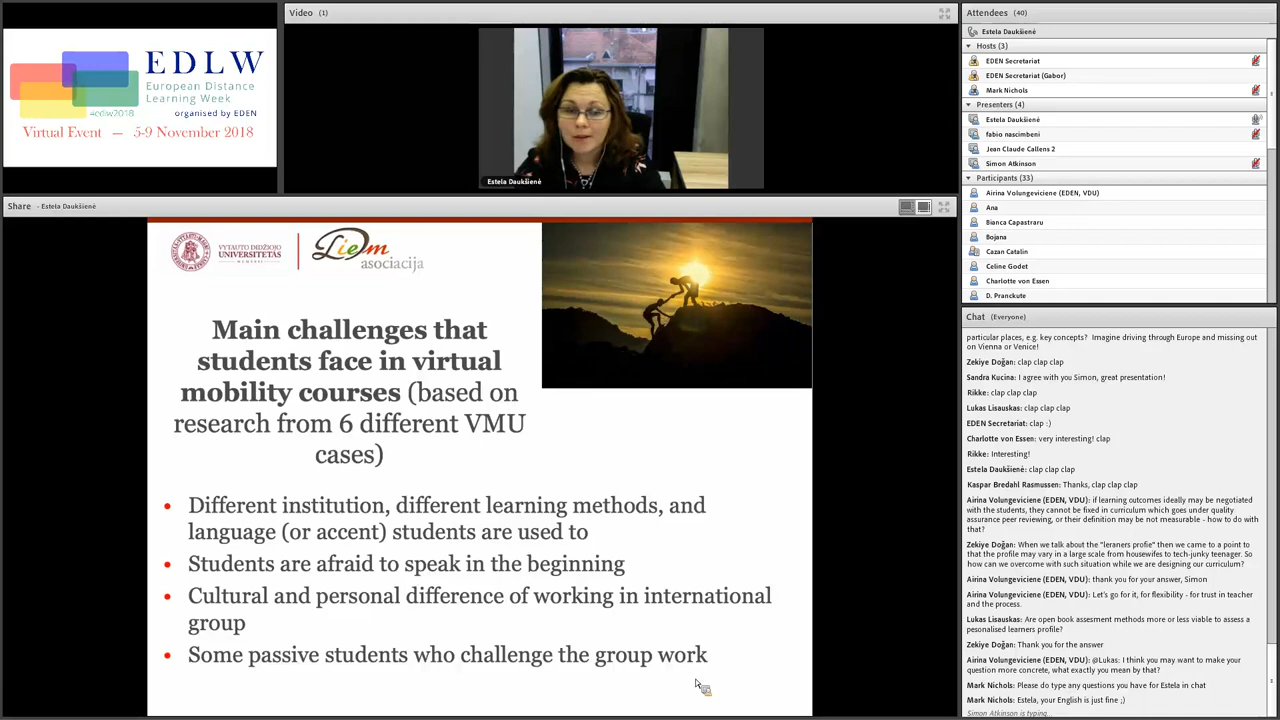 Video (1)
EDLW
European Distance
Learning Week
#edw2018
organised by EDEN
Virtual Event — 5-9 November 2018
Estela Daukšienė
Share - Estela Daukšienė
VYTAUTO DIDŽIOJO
UNIVERSITETAS
MCMXXII
Liedm
asociacija
Main challenges that
students face in virtual
mobility courses (based on
research from 6 different VMU
cases)
• Different institution, different learning methods, and
language (or accent) students are used to
• Students are afraid to speak in the beginning
• Cultural and personal difference of working in international
group
• Some passive students who challenge the group work
Attendees (40)
Estela Daukšienė
Hosts (3)
EDEN Secretariat
EDEN Secretariat (Gabor)
Mark Nichols
Presenters (4)
Estela Daukšienė
fabio nascimbeni
Jean Claude Callens 2
Simon Atkinson
Participants (33)
Airina Volungeviciene (EDEN, VDU)
Ana
Bianca Capastraru
Bojana
Cazan Catalin
Celine Godet
Charlotte von Essen
D. Pranckute
Chat (Everyone)
particular places, e.g. key concepts? Imagine driving through Europe and missing out
on Vienna or Venice!
Zekiye Doğan: clap clap clap
Sandra Kucina: I agree with you Simon, great presentation!
Rikke: clap clap clap
Lukas Lisauskas: clap clap clap
EDEN Secretariat: clap :)
Charlotte von Essen: very interesting! clap
Rikke: Interesting!
Estela Daukšienė: clap clap clap
Kaspar Bredahl Rasmussen: Thanks, clap clap clap
Airina Volungeviciene (EDEN, VDU): if learning outcomes ideally may be negotiated
with the students, they cannot be fixed in curriculum which goes under quality
assurance peer reviewing, or their definition may be not measurable - how to do with
that?
Zekiye Doğan: When we talk about the "leraners profie" then we came to a point to
that the profile may vary in a large scale from housewifes to tech-junky teenager. So
how can we overcome with such situation while we are designing our curriculum?
Airina Volungeviciene (EDEN, VDU): thank you for your answer, Simon
Airina Volungeviciene (EDEN, VDU): Let's go for it, for flexibility - for trust in teacher
and the process.
Lukas Lisauskas: Are open book assesment methods more or less viable to assess a
pesonalised learners profile?
Zekiye Doğan: Thank you for the answer
Airina Volungeviciene (EDEN, VDU): @Lukas: I think you may want to make your
question more concrete, what exactly you mean by that?
Mark Nichols: Please do type any questions you have for Estela in chat
Mark Nichols: Estela, your English is just fine ;)
Simon Atkinson is typing...